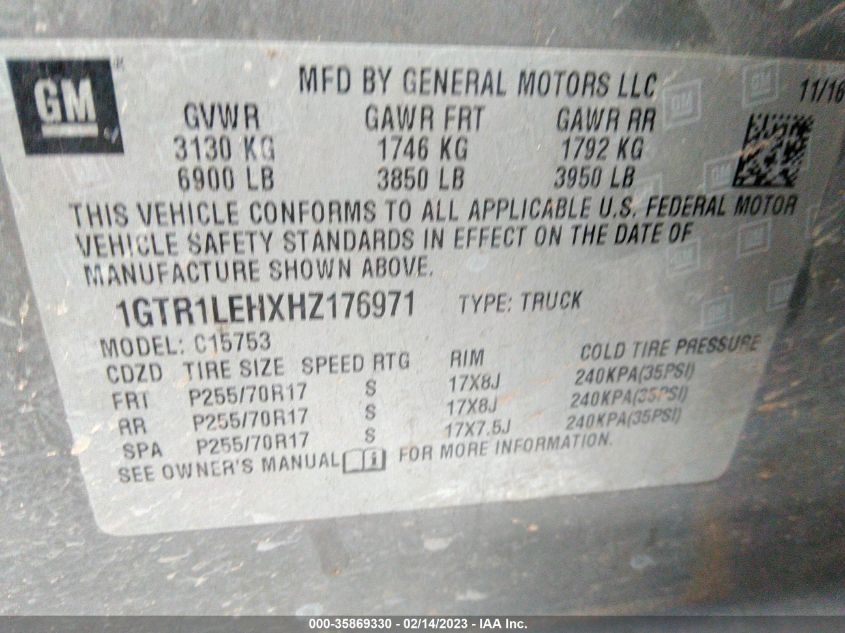 GM
MFD BY GENERAL MOTORS LLC 11/16
GVWR GAWR FRT GAWR RR
3130 KG 1746 KG 1792 KG
6900 LB 3850 LB 3950 LB
THIS VEHICLE CONFORMS TO ALL APPLICABLE U.S. FEDERAL MOTOR
VEHICLE SAFETY STANDARDS IN EFFECT ON THE DATE OF
MANUFACTURE SHOWN ABOVE.
1GTR1LEHXHZ176971 TYPE: TRUCK
MODEL: C15753
CDZD TIRE SIZE SPEED RTG RIM COLD TIRE PRESSURE
FRT P255/70R17 S 17X8J 240KPA(35PSI)
RR P255/70R17 S 17X8J 240KPA(35PSI)
SPA P255/70R17 S 17X7.5J 240KPA(35PSI)
SEE OWNER'S MANUAL FOR MORE INFORMATION.
000-35869330 - 02/14/2023 - © IAA Inc.